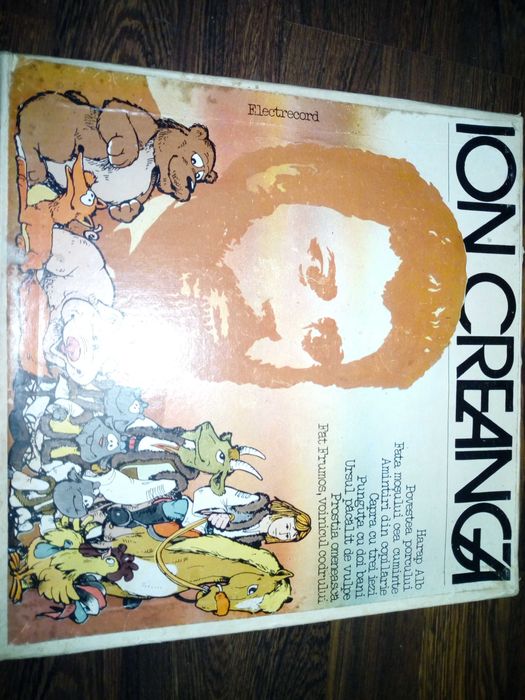 ION CREANGĂ
Harap Alb
Povestea porcului
Fata moșului cea cuminte
Amintiri din copilărie
Capra cu trei iezi
Punguța cu doi bani
Ursul păcălit de vulpe
Prostia omenească
Făt Frumos, voinicul codrului
Electrecord